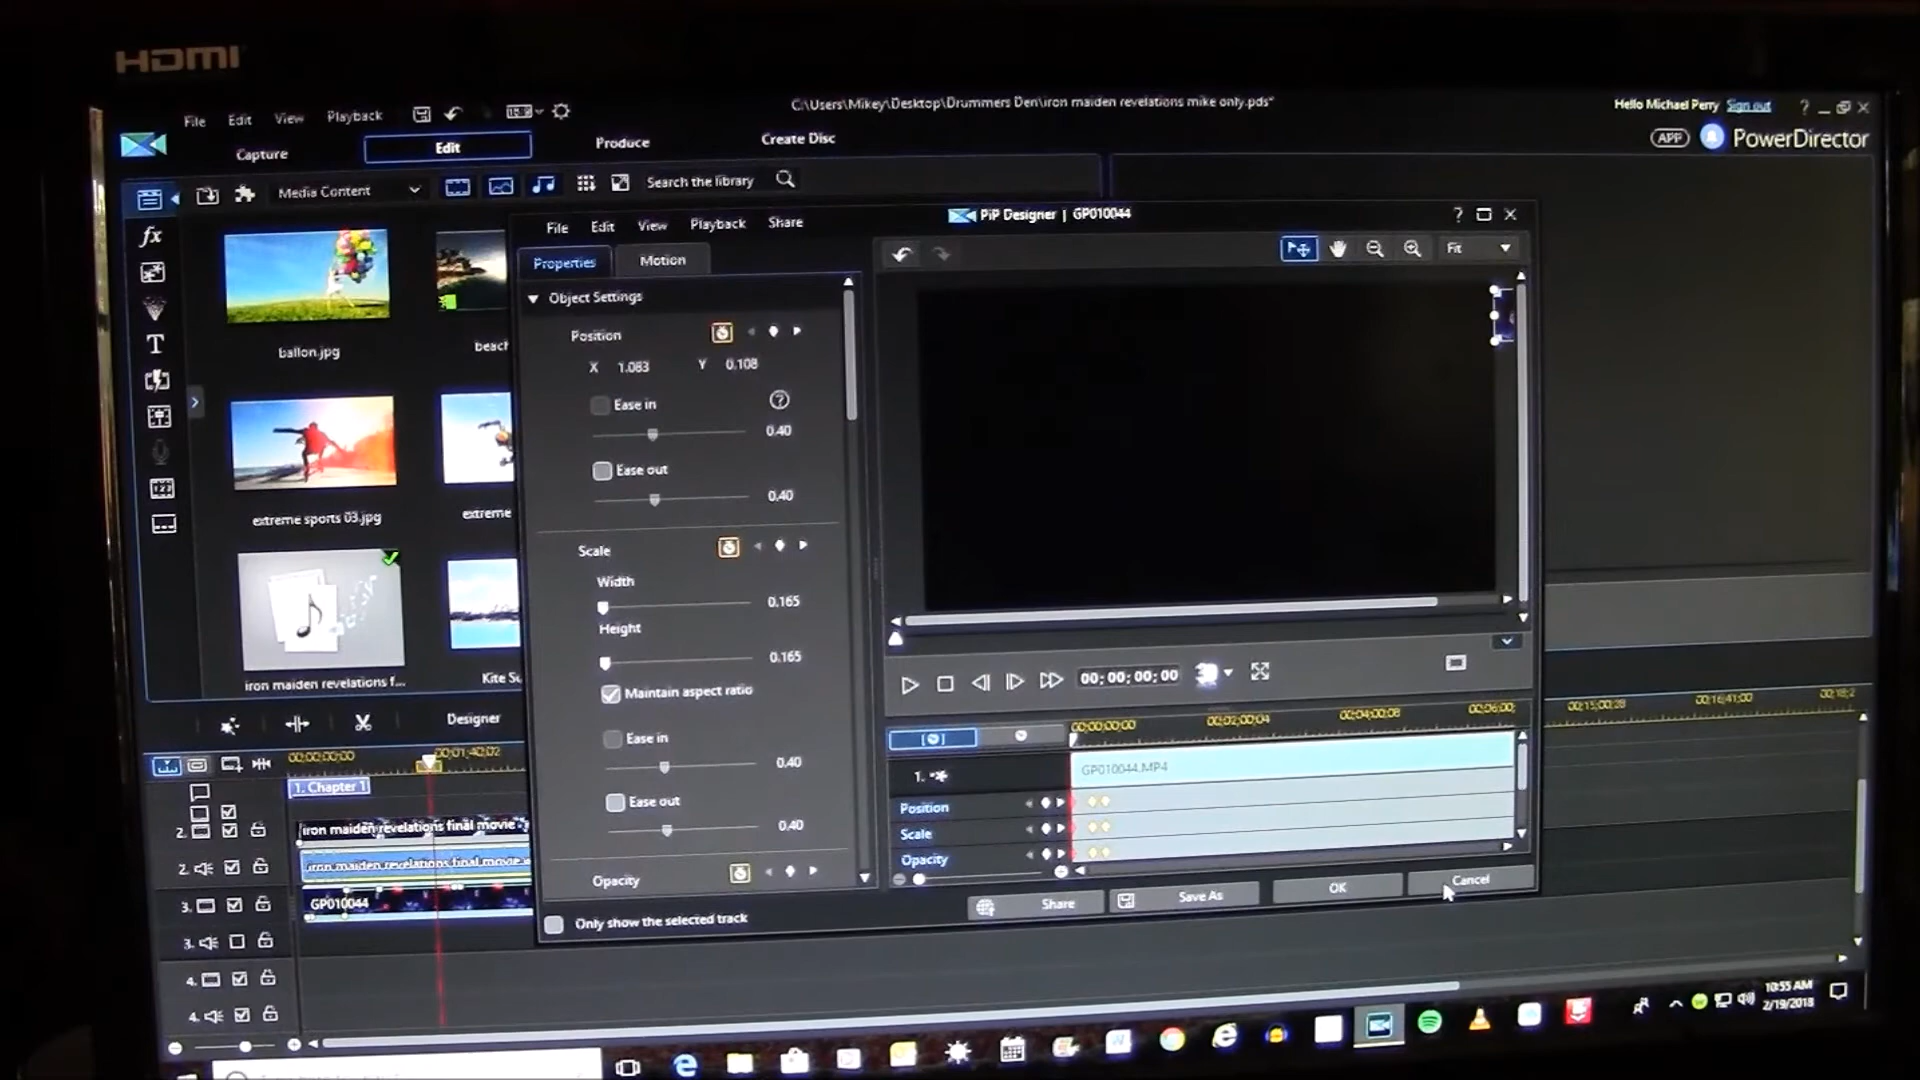 HDMI
File Edit View Playback
C:\Users\Mikey\Desktop\Drummers Den\iron maiden revelations mike only.pds*
Hello Michael Perry Sign out ?
Capture Edit Produce Create Disc
APP PowerDirector
Media Content Search the library
File Edit View Playback Share
PiP Designer | GP010044 ?
Properties Motion
Fit
Object Settings
Position
X 1.083 Y 0.108
Ease in
0.40
Ease out
0.40
Scale
Width
0.165
Height
0.165
Maintain aspect ratio
Ease in
0.40
Ease out
0.40
Opacity
Only show the selected track
fx
T
ballon.jpg
beach
extreme sports 03.jpg
extreme
iron maiden revelations f...
Kite Su
00;00;00;00
00;00;00;00 00;02;00;04 00;04;00;08 00;06;00;
1.
GP010044.MP4
Position
Scale
Opacity
Share Save As OK Cancel
Designer
00;00;00;00 00;01;40;02
00;15;00;28 00;16;41;00 00;18;2
1. Chapter 1
2. iron maiden revelations final movie
2. iron maiden revelations final movie
3. GP010044
3.
4.
4.
10:55 AM
2/19/2018